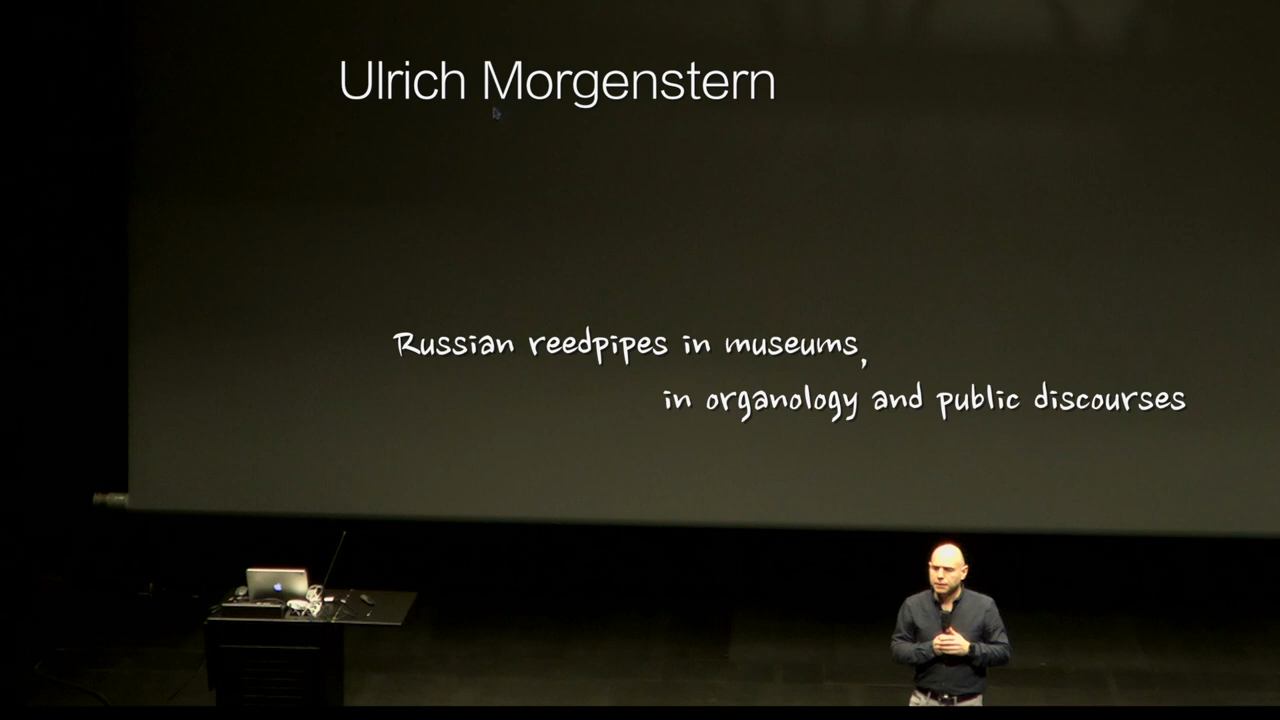 Ulrich Morgenstern
Russian reedpipes in museums,
in organology and public discourses